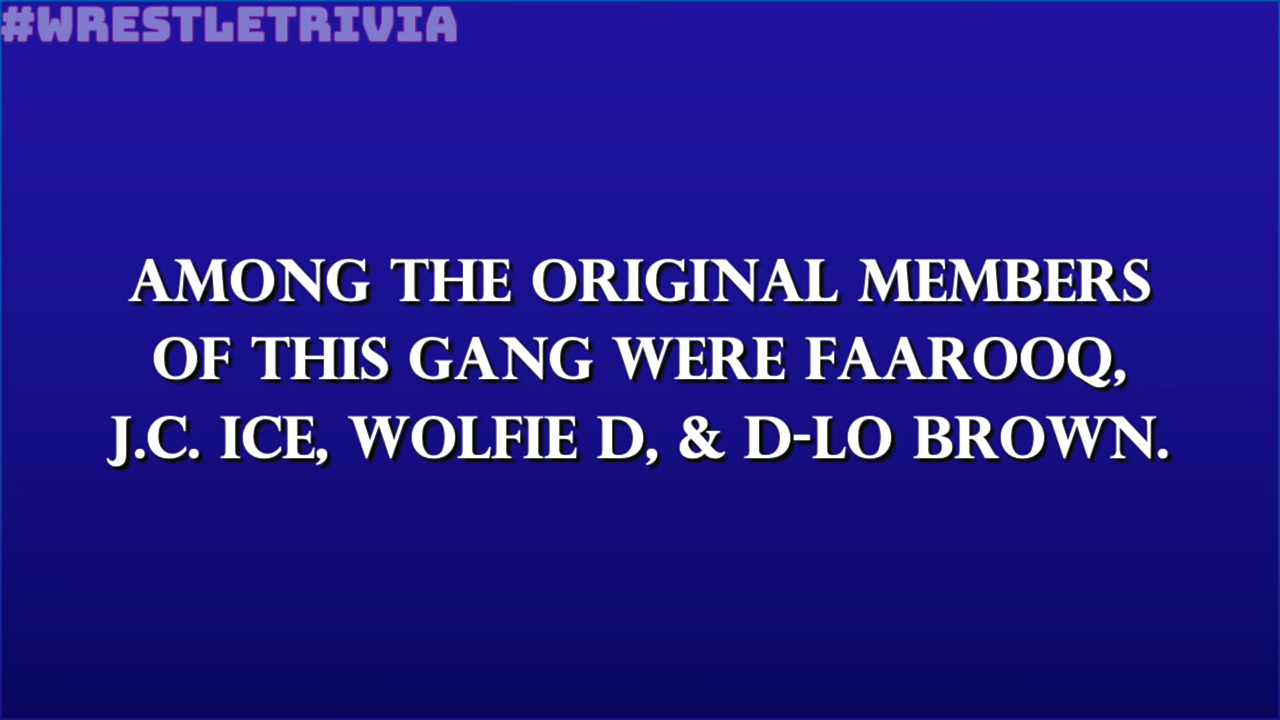 #WRESTLETRIVIA
AMONG THE ORIGINAL MEMBERS
OF THIS GANG WERE FAAROOQ,
J.C. ICE, WOLFIE D, & D-LO BROWN.